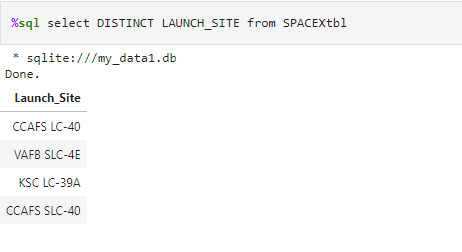 %sql select DISTINCT LAUNCH_SITE from SPACEXtbl
* sqlite:///my_data1.db
Done.
Launch_Site
CCAFS LC-40
VAFB SLC-4E
KSC LC-39A
CCAFS SLC-40